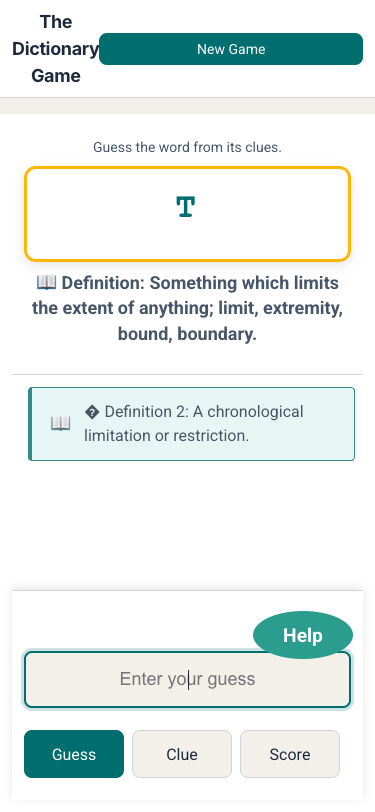 The
Dictionary
Game
New Game
Guess the word from its clues.
T
📖 Definition: Something which limits
the extent of anything; limit, extremity,
bound, boundary.
📖 � Definition 2: A chronological
limitation or restriction.
Help
Enter your guess
Guess
Clue
Score